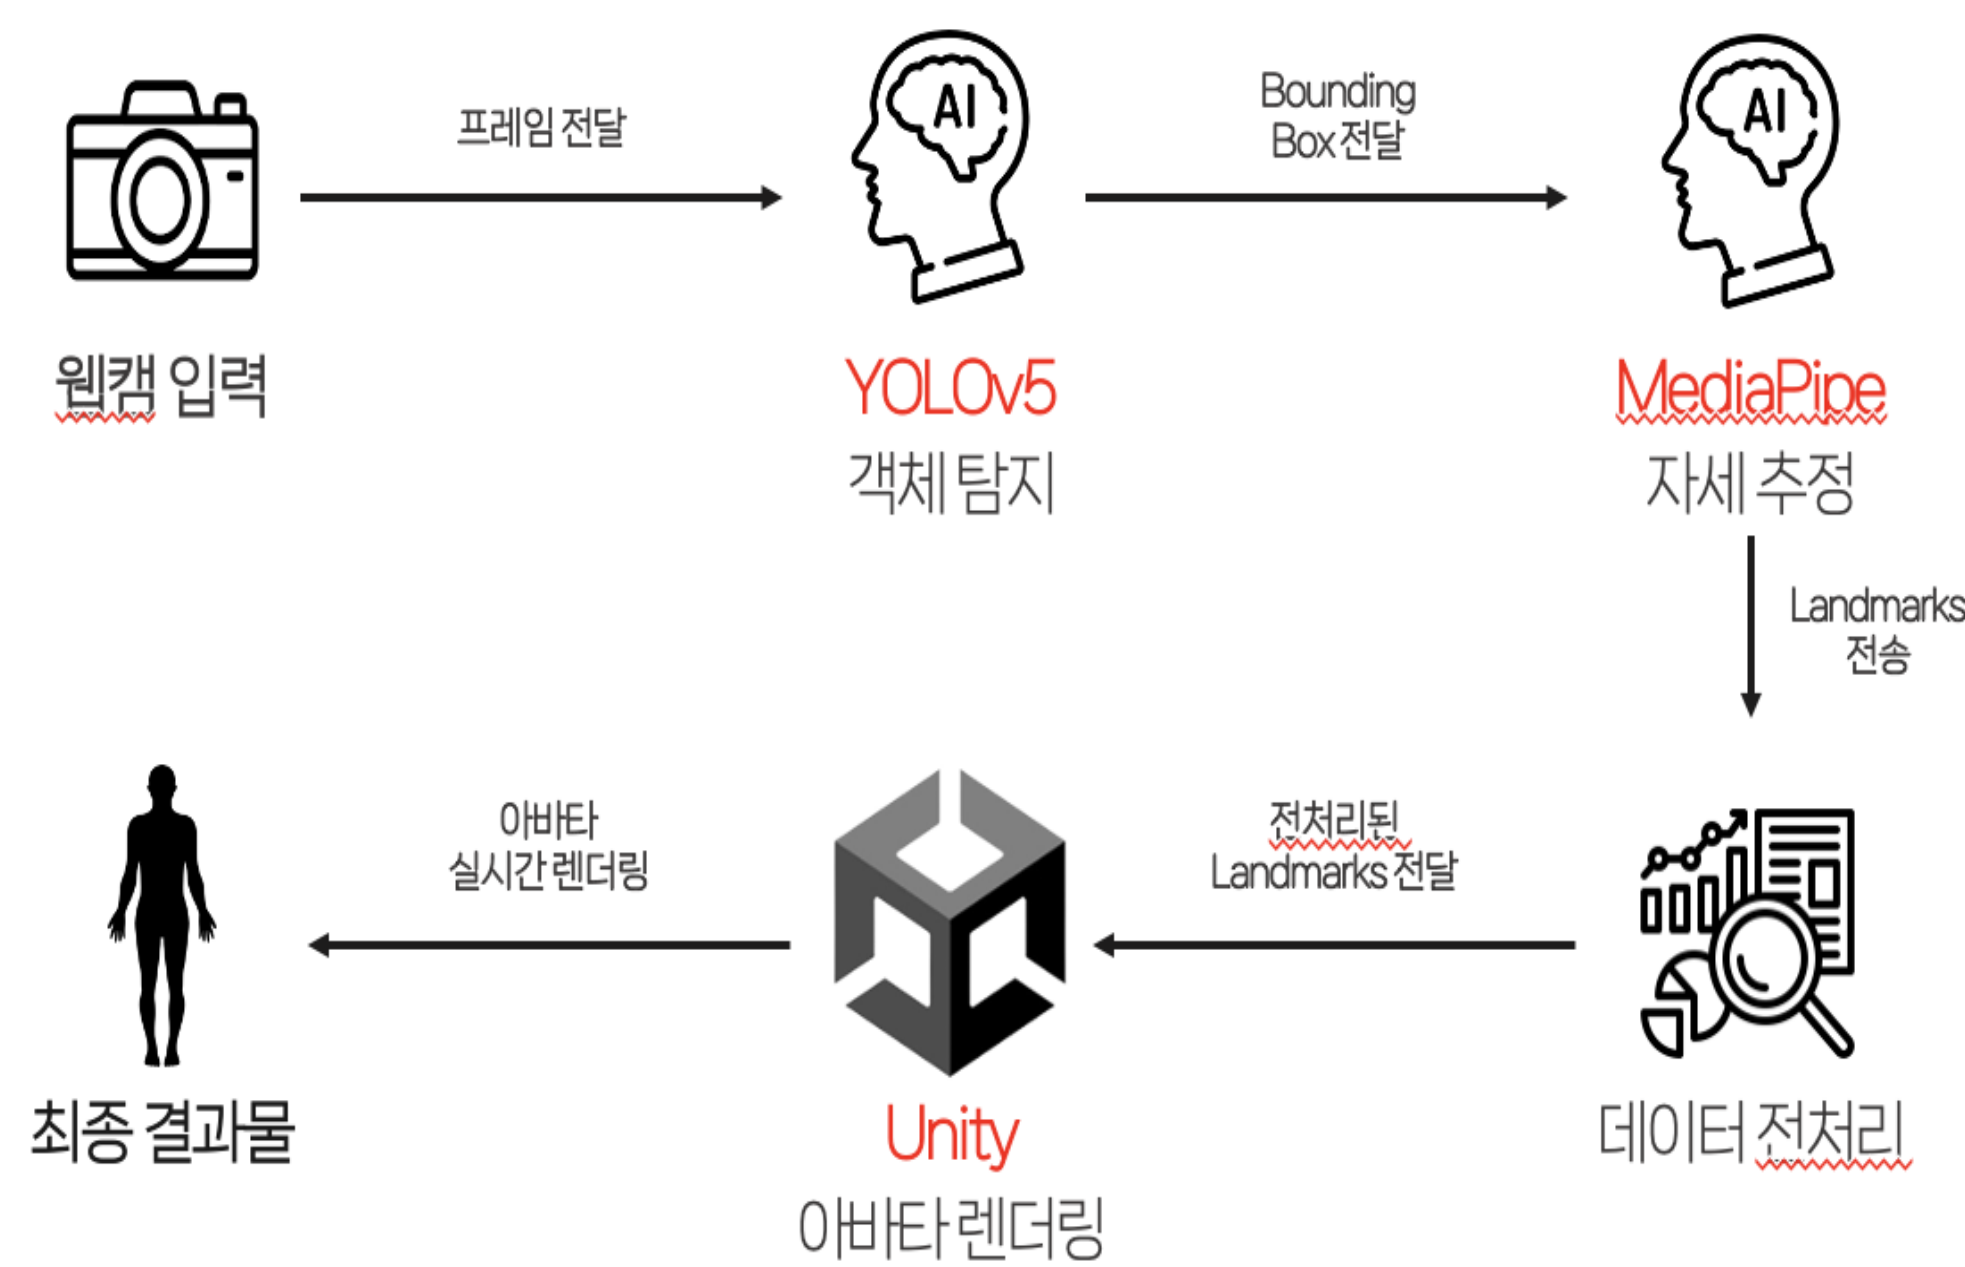 프레임 전달
Bounding
Box 전달
AI
AI
웹캠 입력
YOLOv5
객체 탐지
MediaPipe
자세 추정
Landmarks
전송
아바타
실시간 렌더링
전처리된
Landmarks 전달
최종 결과물
Unity
아바타 렌더링
데이터 전처리